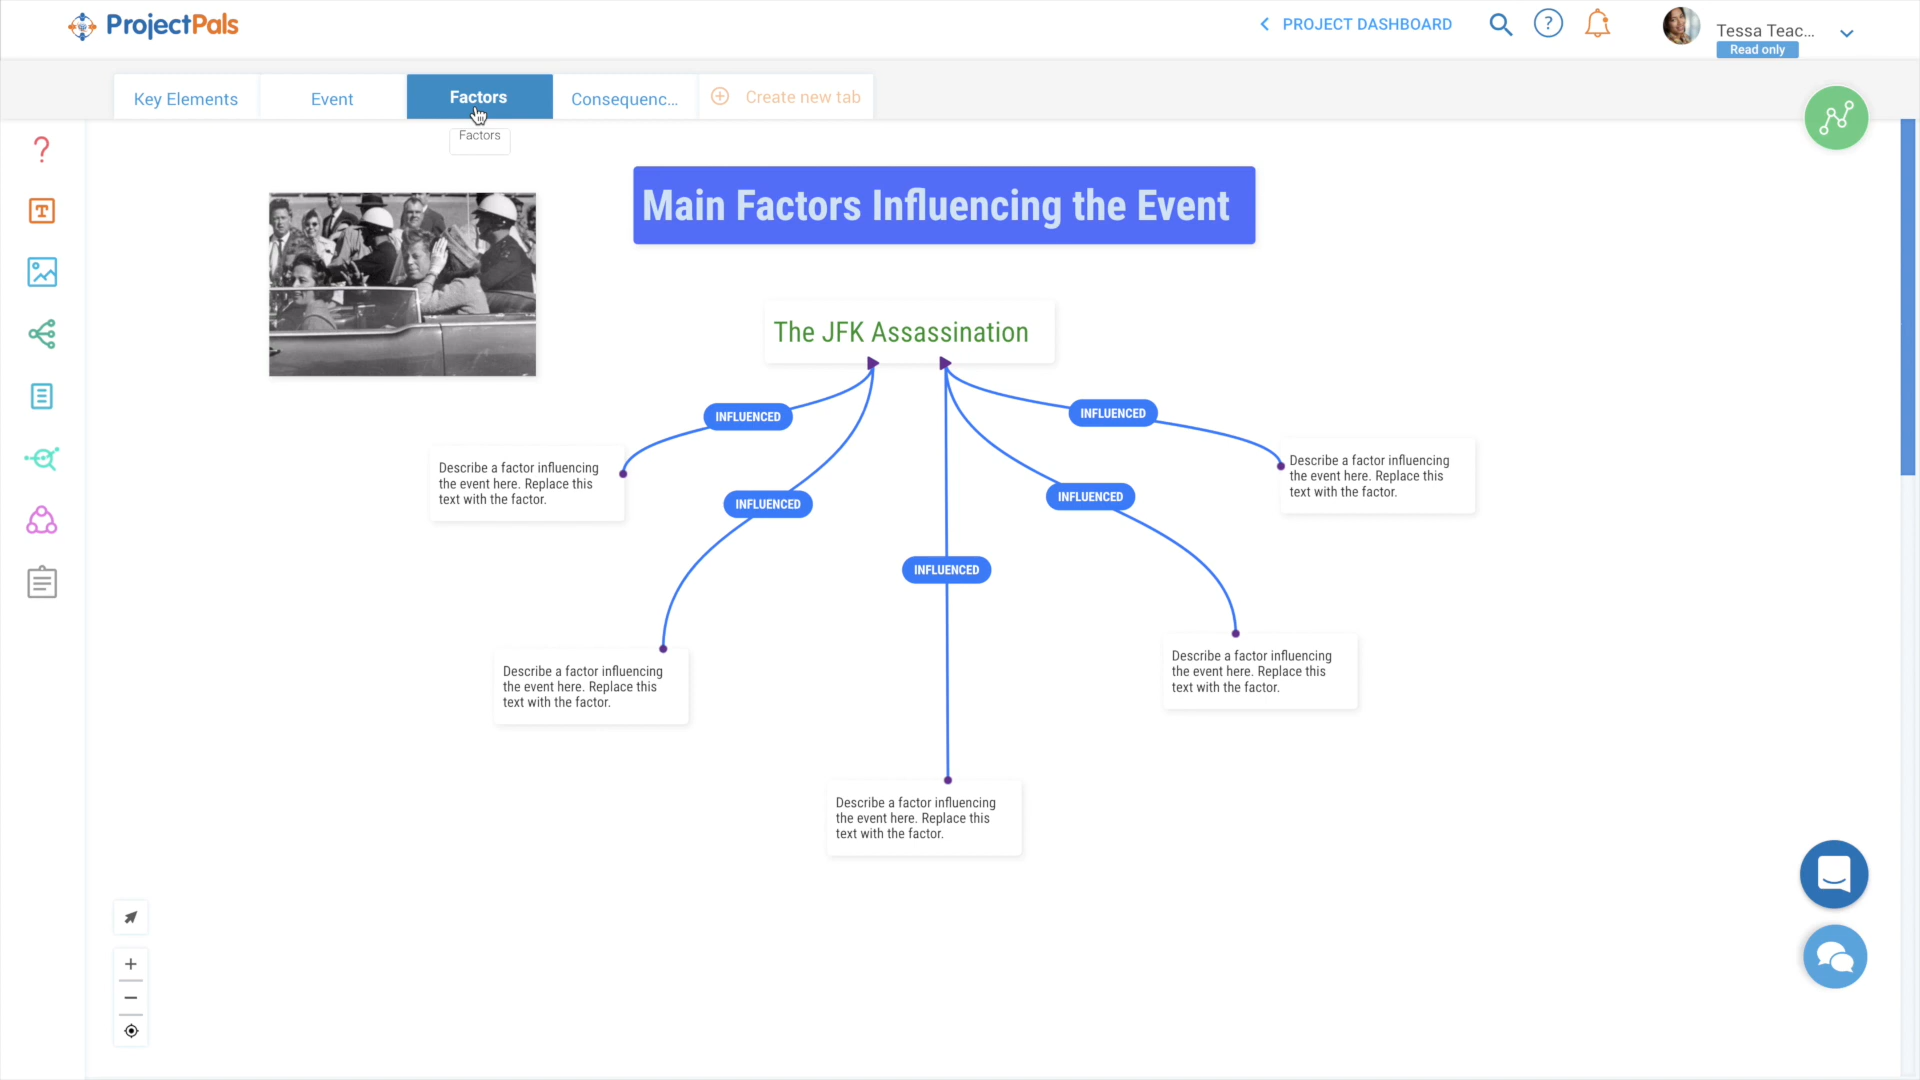 ProjectPals
PROJECT DASHBOARD
?
Tessa Teac...
Read only
Key Elements
Event
Factors
Consequenc...
Create new tab
Factors
?
T
Main Factors Influencing the Event
The JFK Assassination
INFLUENCED
INFLUENCED
Describe a factor influencing
the event here. Replace this
text with the factor.
Describe a factor influencing
the event here. Replace this
text with the factor.
INFLUENCED
INFLUENCED
INFLUENCED
Describe a factor influencing
the event here. Replace this
text with the factor.
Describe a factor influencing
the event here. Replace this
text with the factor.
Describe a factor influencing
the event here. Replace this
text with the factor.